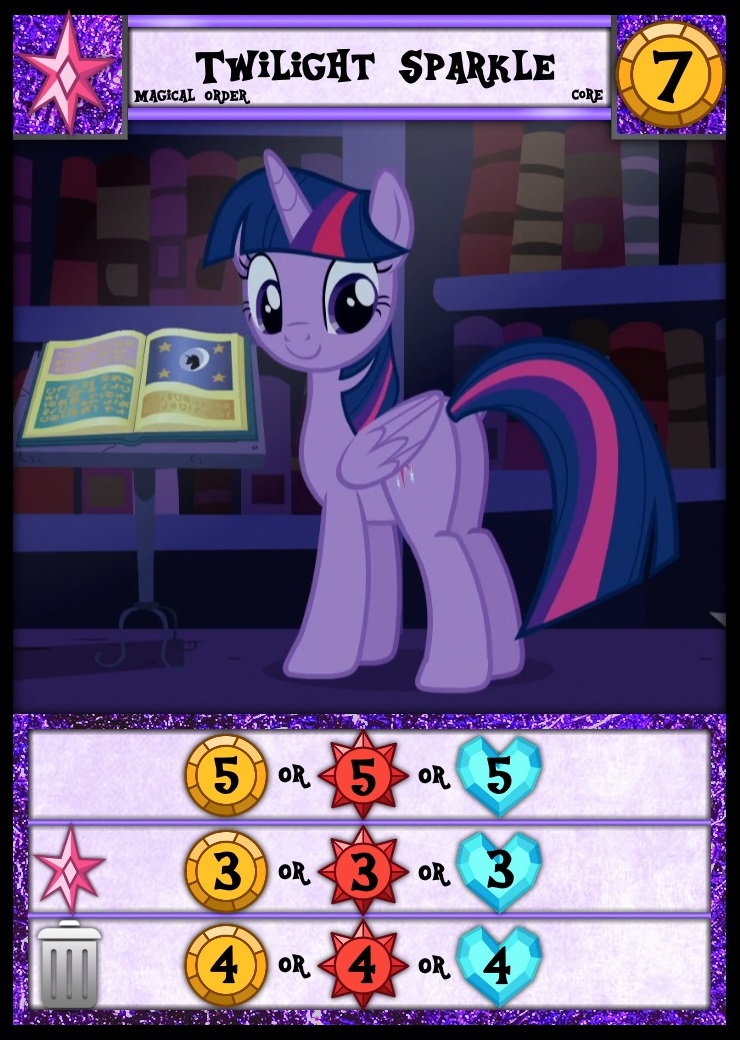 Twilight Sparkle
7
Magical Order
Core
5 or 5 or 5
3 or 3 or 3
4 or 4 or 4